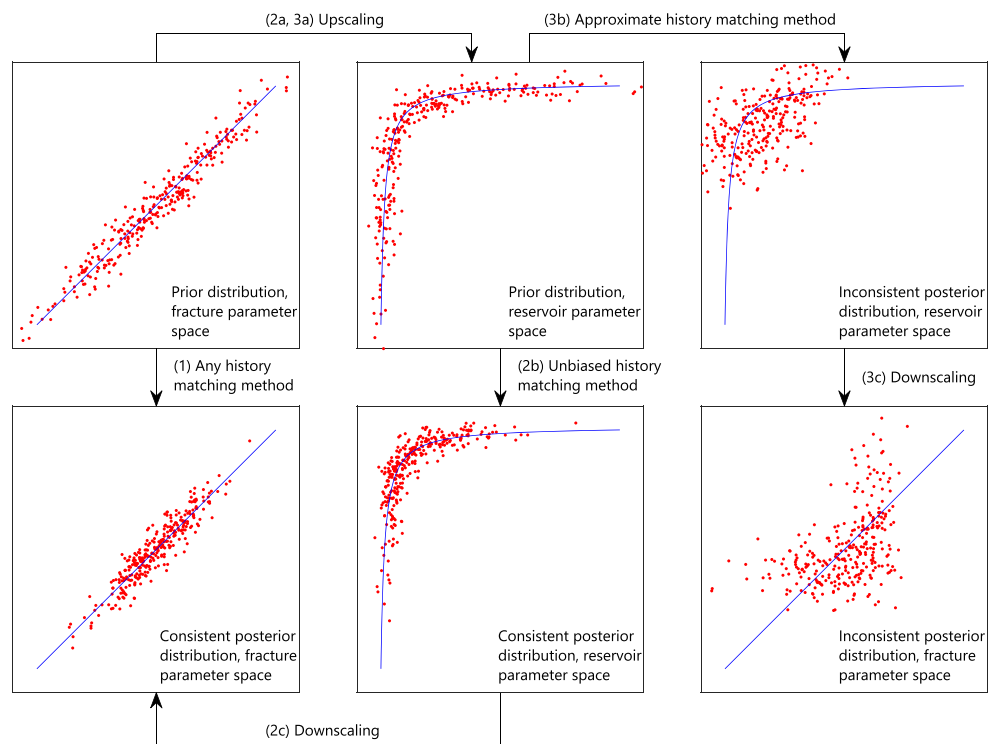 (2a, 3a) Upscaling
(3b) Approximate history matching method
Prior distribution,
fracture parameter
space
Prior distribution,
reservoir parameter
space
Inconsistent posterior
distribution, reservoir
parameter space
(1) Any history
matching method
(2b) Unbiased history
matching method
(3c) Downscaling
Consistent posterior
distribution, fracture
parameter space
Consistent posterior
distribution, reservoir
parameter space
Inconsistent posterior
distribution, fracture
parameter space
(2c) Downscaling